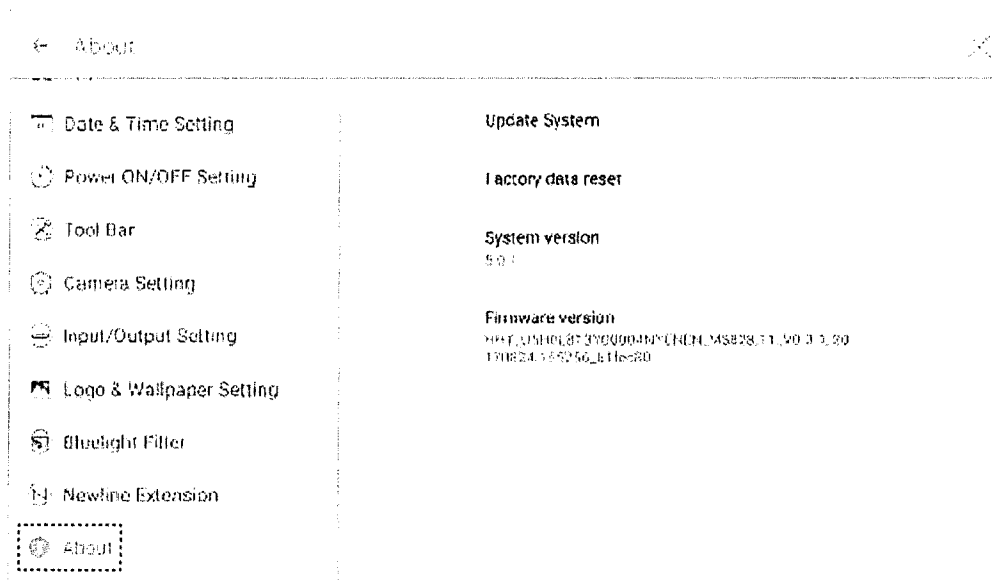 About
Date & Time Setting
Power ON/OFF Setting
Tool Bar
Camera Setting
Input/Output Setting
Logo & Wallpaper Setting
Bluelight Filter
Newline Extension
About
Update System
Factory data reset
System version
Firmware version